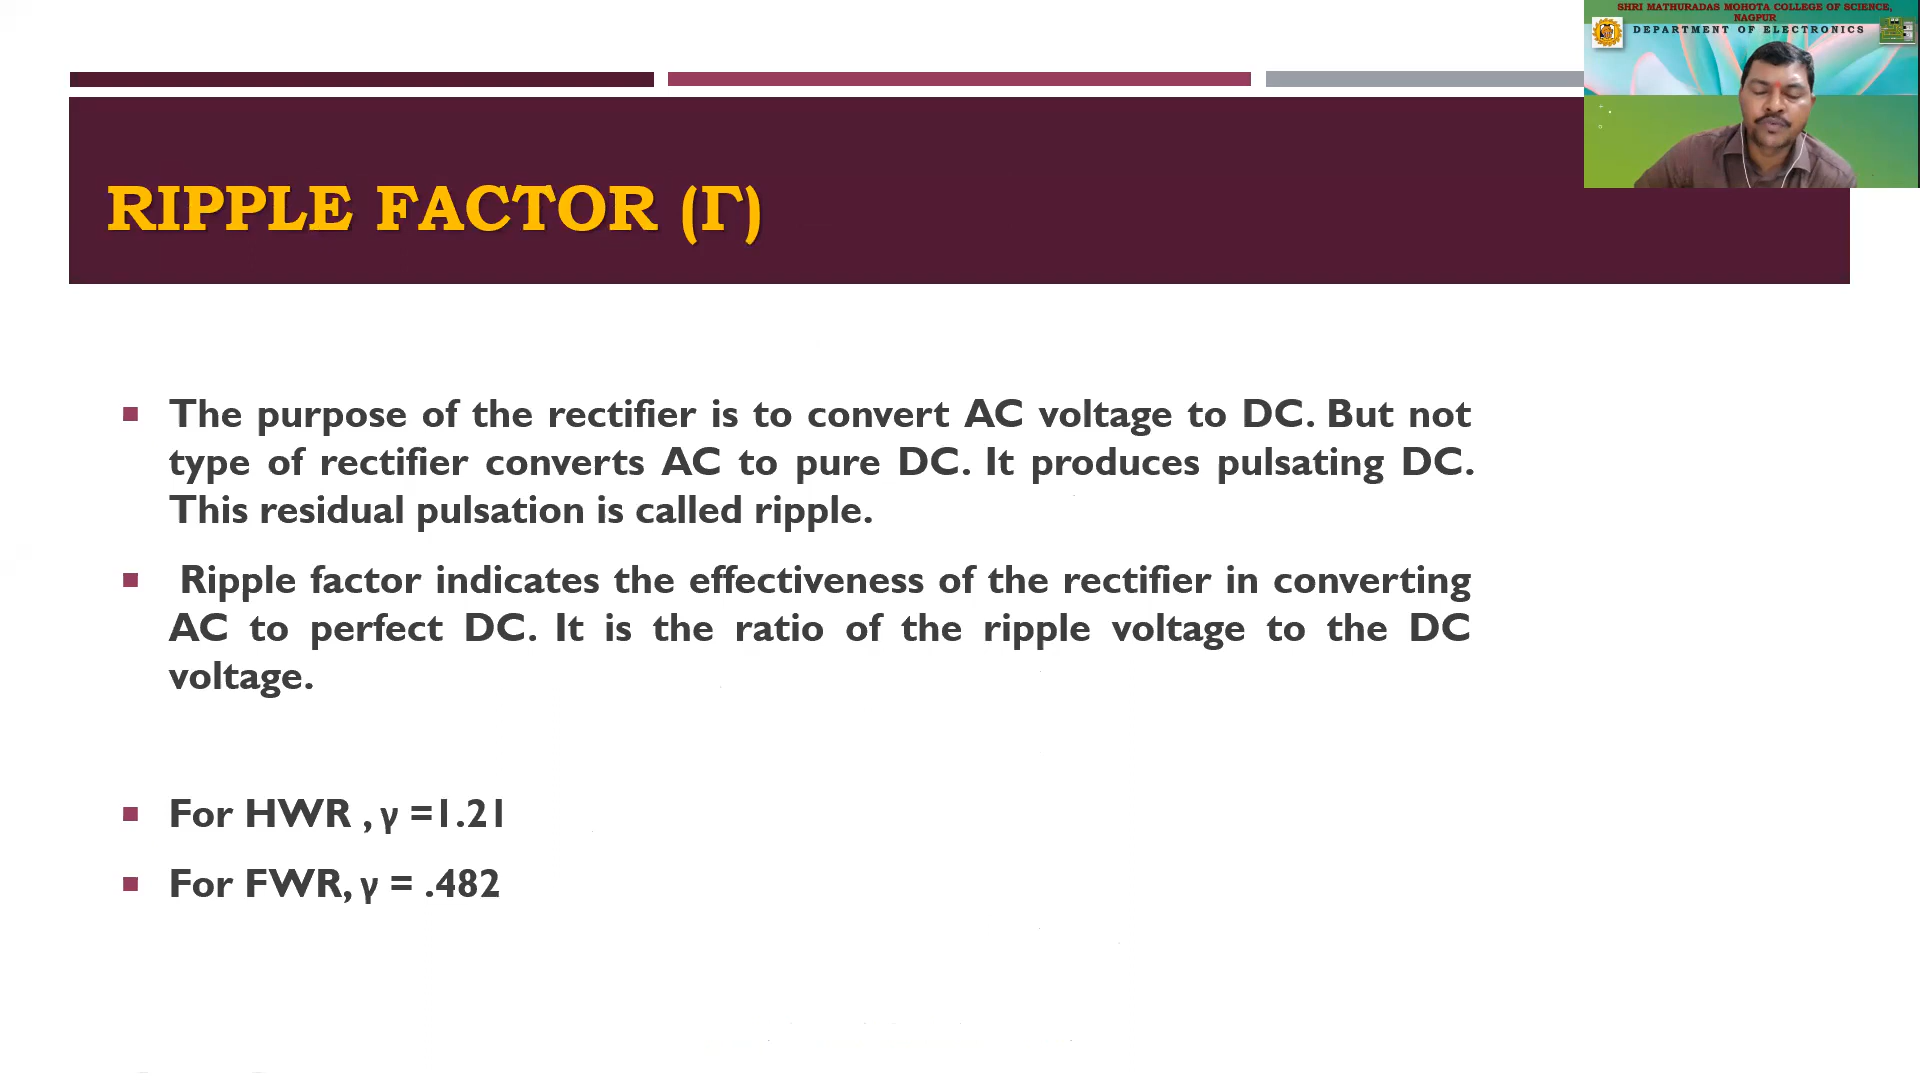 SHRI MATHURADAS MOHOTA COLLEGE OF SCIENCE,
NAGPUR
DEPARTMENT OF ELECTRONICS
RIPPLE FACTOR (Γ)
The purpose of the rectifier is to convert AC voltage to DC. But not
type of rectifier converts AC to pure DC. It produces pulsating DC.
This residual pulsation is called ripple.
Ripple factor indicates the effectiveness of the rectifier in converting
AC to perfect DC. It is the ratio of the ripple voltage to the DC
voltage.
For HWR , γ =1.21
For FWR, γ = .482